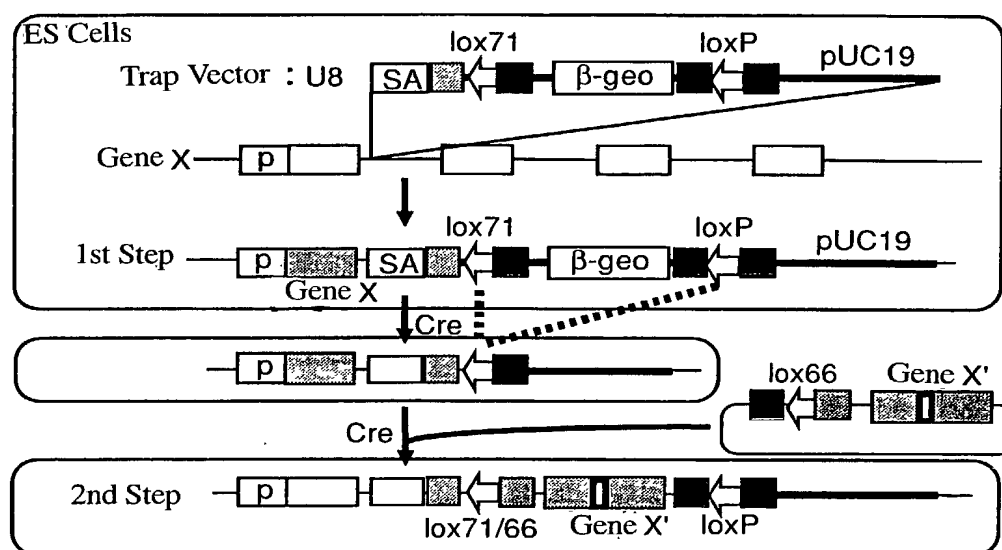 ES Cells
lox71 loxP
Trap Vector : U8 SA β-geo pUC19
Gene X p
lox71 loxP
1st Step p SA β-geo pUC19
Gene X
Cre
p
lox66 Gene X'
Cre
2nd Step p
lox71/66 Gene X' loxP